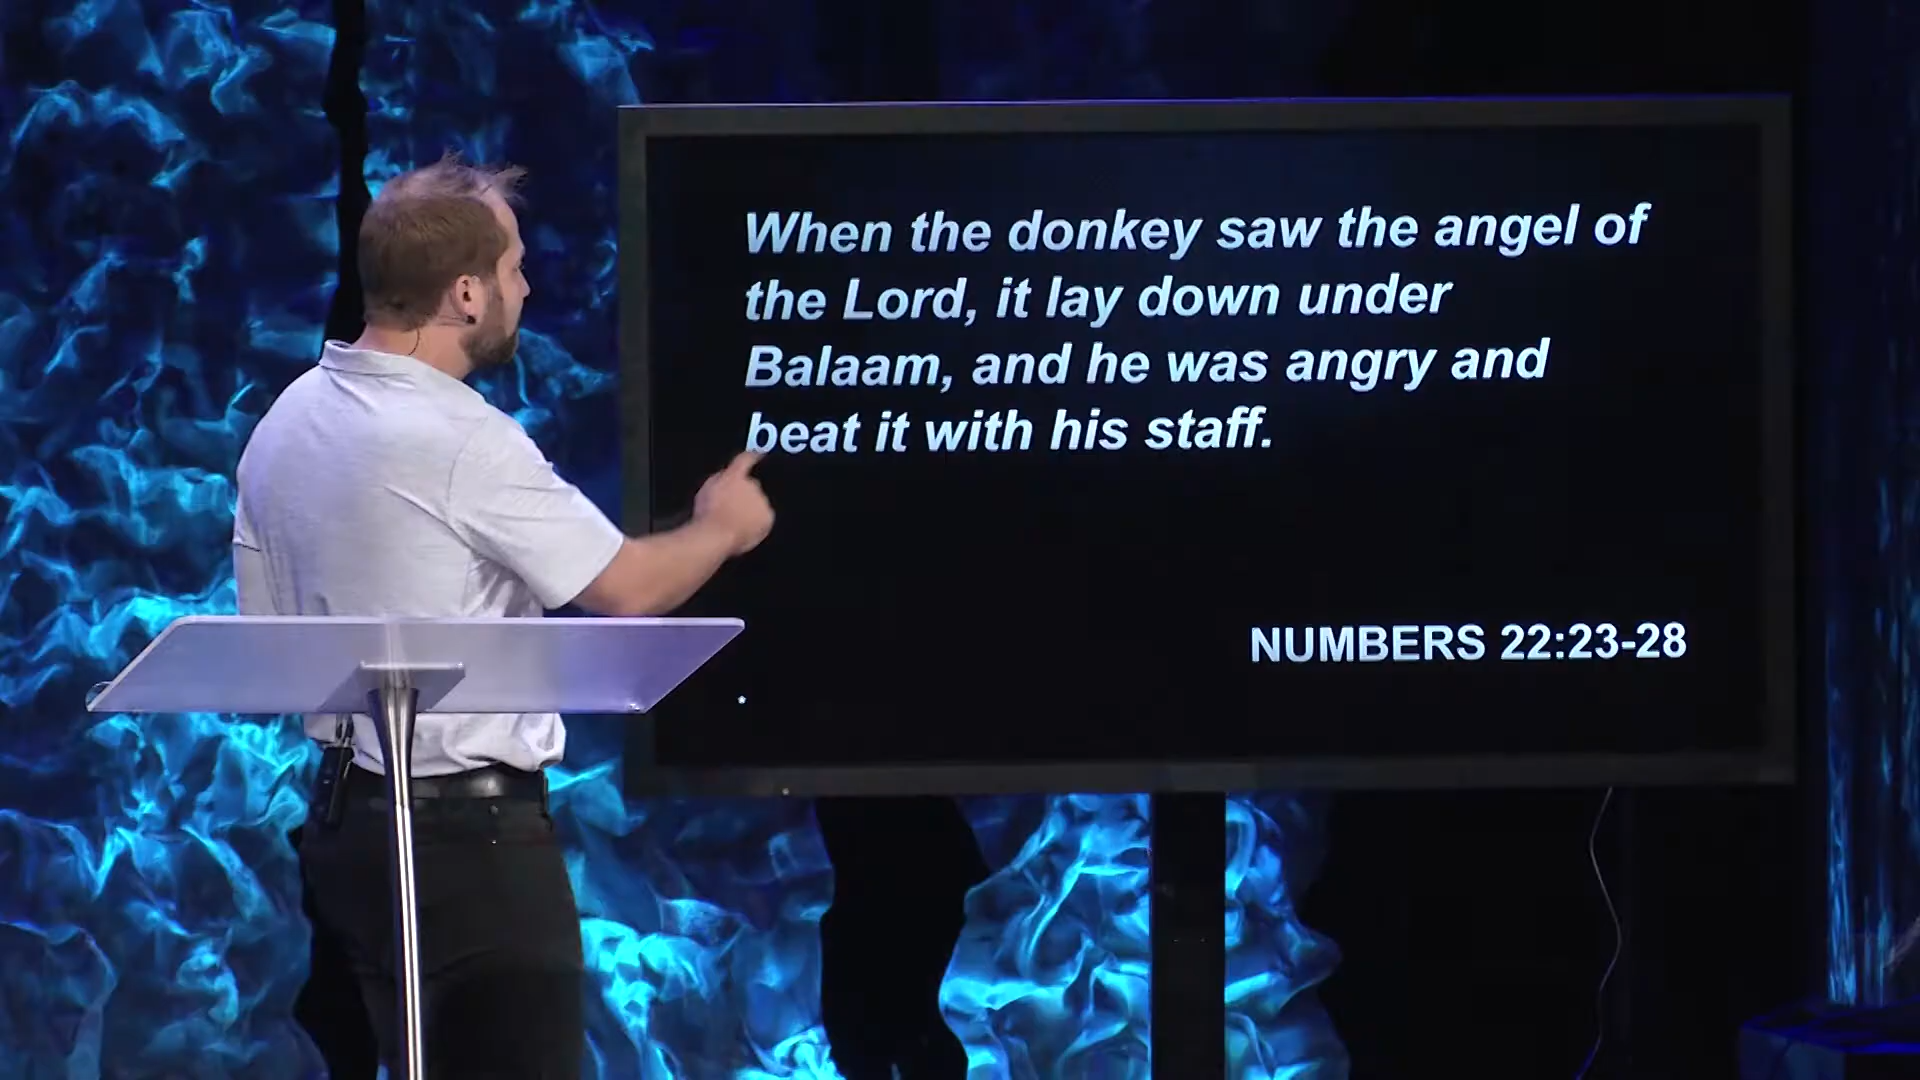 When the donkey saw the angel of
the Lord, it lay down under
Balaam, and he was angry and
beat it with his staff.
NUMBERS 22:23-28